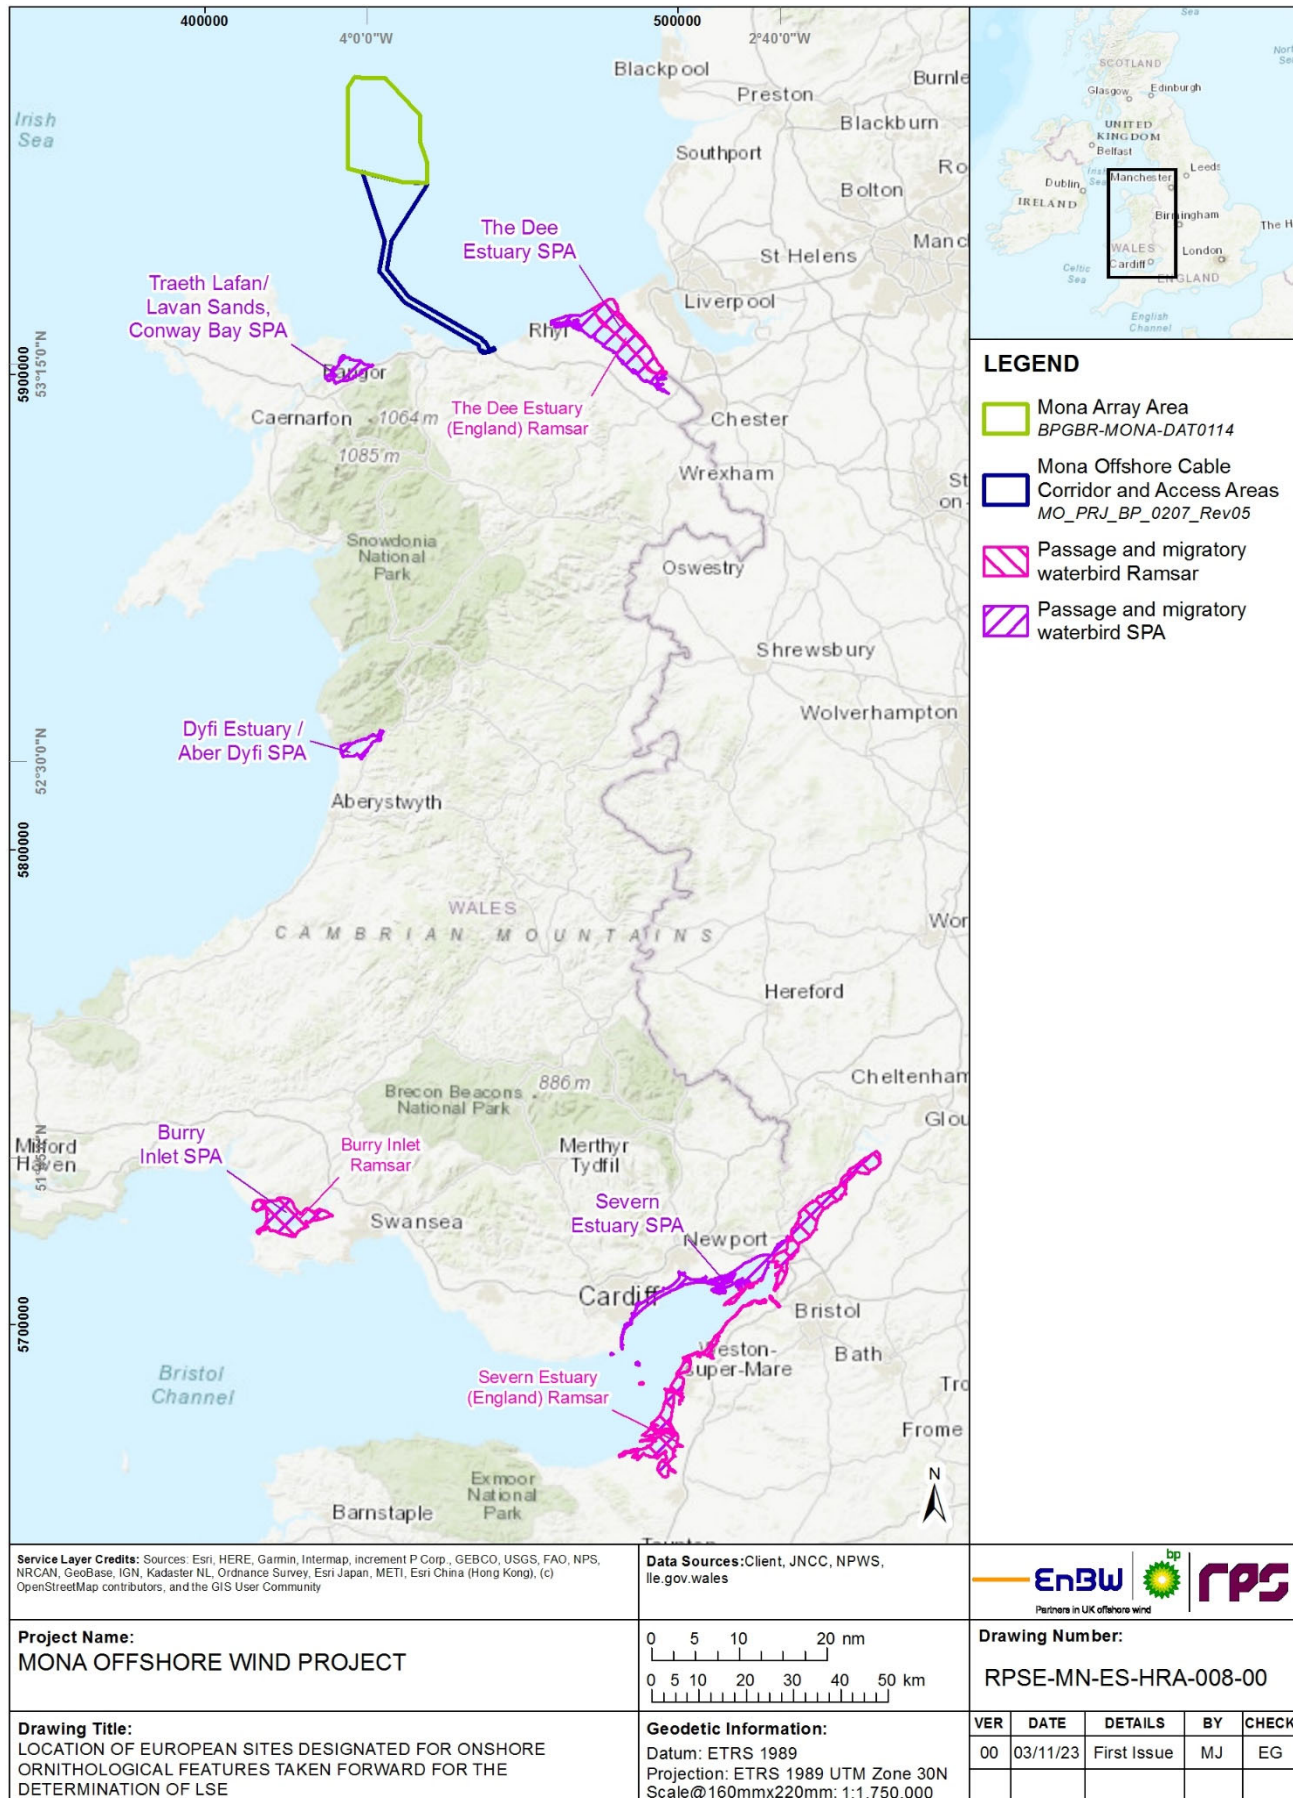 400000
500000
4°0'0"W
2°40'0"W
Blackpool
Burnle
Preston
Blackburn
Irish
Sea
Southport
Bolton
Ro
The Dee
Estuary SPA
St Helens
Manc
Traeth Lafan/
Lavan Sands,
Conway Bay SPA
Liverpool
Rhyl
5900000
53°15'0"N
Bangor
The Dee Estuary
(England) Ramsar
Caernarfon
1064 m
Chester
1085 m
Wrexham
St
on
Snowdonia
National
Park
Oswestry
Shrewsbury
Wolverhampton
Dyfi Estuary /
Aber Dyfi SPA
52°30'0"N
Aberystwyth
5800000
WALES
Wor
CAMBRIAN MOUNTAINS
Hereford
Cheltenham
886 m
Brecon Beacons
National Park
Glou
Burry
Inlet SPA
Burry Inlet
Ramsar
Merthyr
Tydfil
Milford
Haven
Severn
Estuary SPA
Swansea
Newport
Cardiff
Bristol
5700000
Weston-
super-Mare
Bath
Bristol
Channel
Severn Estuary
(England) Ramsar
Tro
Frome
Exmoor
National
Park
N
Barnstaple
Taunton
Sea
SCOTLAND
Glasgow
Edinburgh
UNITED
KINGDOM
Belfast
Irish
Sea
Leeds
Manchester
Dublin
IRELAND
Birmingham
WALES
London
The H
Cardiff
Celtic
Sea
ENGLAND
English
Channel
LEGEND
Mona Array Area
BPGBR-MONA-DAT0114
Mona Offshore Cable
Corridor and Access Areas
MO_PRJ_BP_0207_Rev05
Passage and migratory
waterbird Ramsar
Passage and migratory
waterbird SPA
Service Layer Credits: Sources: Esri, HERE, Garmin, Intermap, increment P Corp., GEBCO, USGS, FAO, NPS,
NRCAN, GeoBase, IGN, Kadaster NL, Ordnance Survey, Esri Japan, METI, Esri China (Hong Kong), (c)
OpenStreetMap contributors, and the GIS User Community
Data Sources:Client, JNCC, NPWS,
lle.gov.wales
EnBW bp rps
Partners in UK offshore wind
Project Name:
MONA OFFSHORE WIND PROJECT
0 5 10 20 nm
0 5 10 20 30 40 50 km
Drawing Number:
RPSE-MN-ES-HRA-008-00
Drawing Title:
LOCATION OF EUROPEAN SITES DESIGNATED FOR ONSHORE
ORNITHOLOGICAL FEATURES TAKEN FORWARD FOR THE
DETERMINATION OF LSE
Geodetic Information:
Datum: ETRS 1989
Projection: ETRS 1989 UTM Zone 30N
Scale@160mmx220mm: 1:1,750,000
VER DATE DETAILS BY CHECK
00 03/11/23 First Issue MJ EG